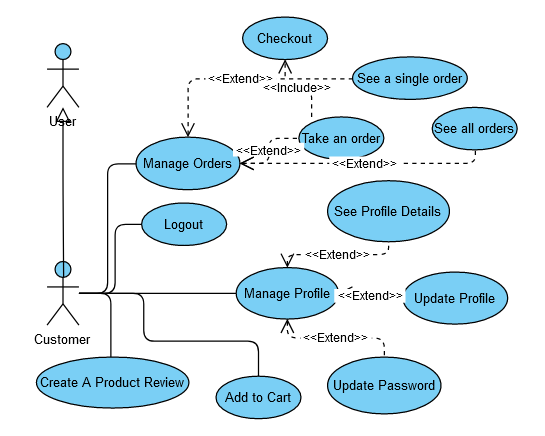 Checkout
<<Extend>>
See a single order
<<Include>>
User
See all orders
Take an order
<<Extend>>
Manage Orders
<<Extend>>
See Profile Details
Logout
<<Extend>>
Manage Profile
<<Extend>>
Update Profile
Customer
<<Extend>>
Create A Product Review
Update Password
Add to Cart